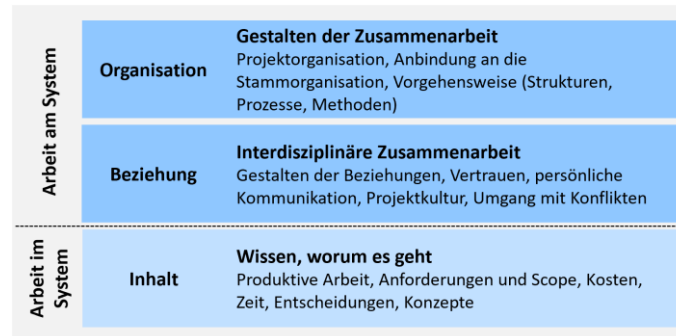 Arbeit am System
Organisation
Gestalten der Zusammenarbeit
Projektorganisation, Anbindung an die
Stammorganisation, Vorgehensweise (Strukturen,
Prozesse, Methoden)
Beziehung
Interdisziplinäre Zusammenarbeit
Gestalten der Beziehungen, Vertrauen, persönliche
Kommunikation, Projektkultur, Umgang mit Konflikten
Arbeit im
System
Inhalt
Wissen, worum es geht
Produktive Arbeit, Anforderungen und Scope, Kosten,
Zeit, Entscheidungen, Konzepte